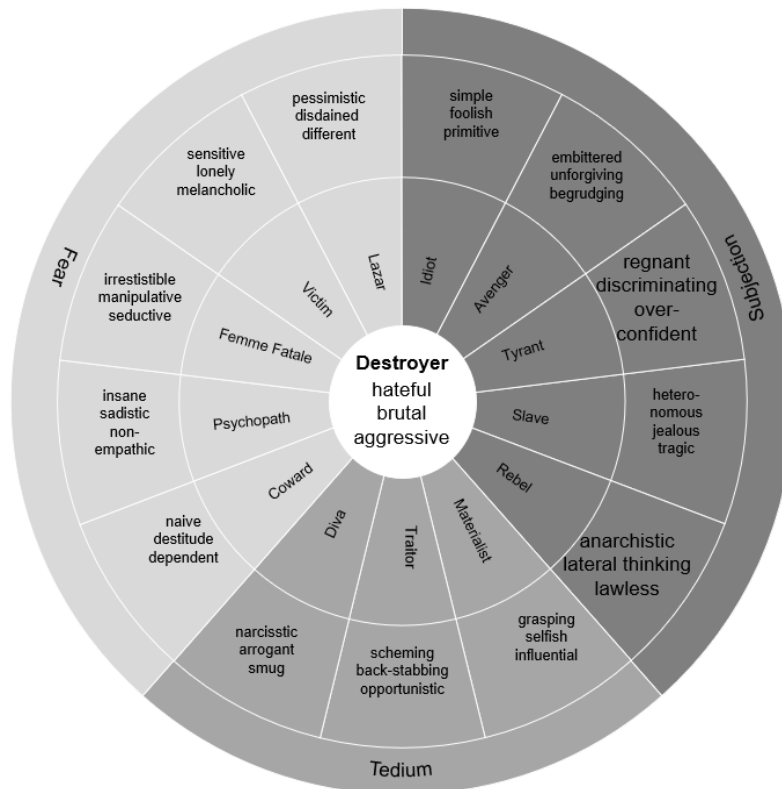 Destroyer
hateful
brutal
aggressive
Subjection
Idiot
simple
foolish
primitive
Avenger
embittered
unforgiving
begrudging
Tyrant
regnant
discriminating
over-
confident
Slave
hetero-
nomous
jealous
tragic
Rebel
anarchistic
lateral thinking
lawless
Tedium
Materialist
grasping
selfish
influential
Traitor
scheming
back-stabbing
opportunistic
Diva
narcisstic
arrogant
smug
Fear
Coward
naive
destitude
dependent
Psychopath
insane
sadistic
non-
empathic
Femme Fatale
irrestistible
manipulative
seductive
Victim
sensitive
lonely
melancholic
Lazar
pessimistic
disdained
different